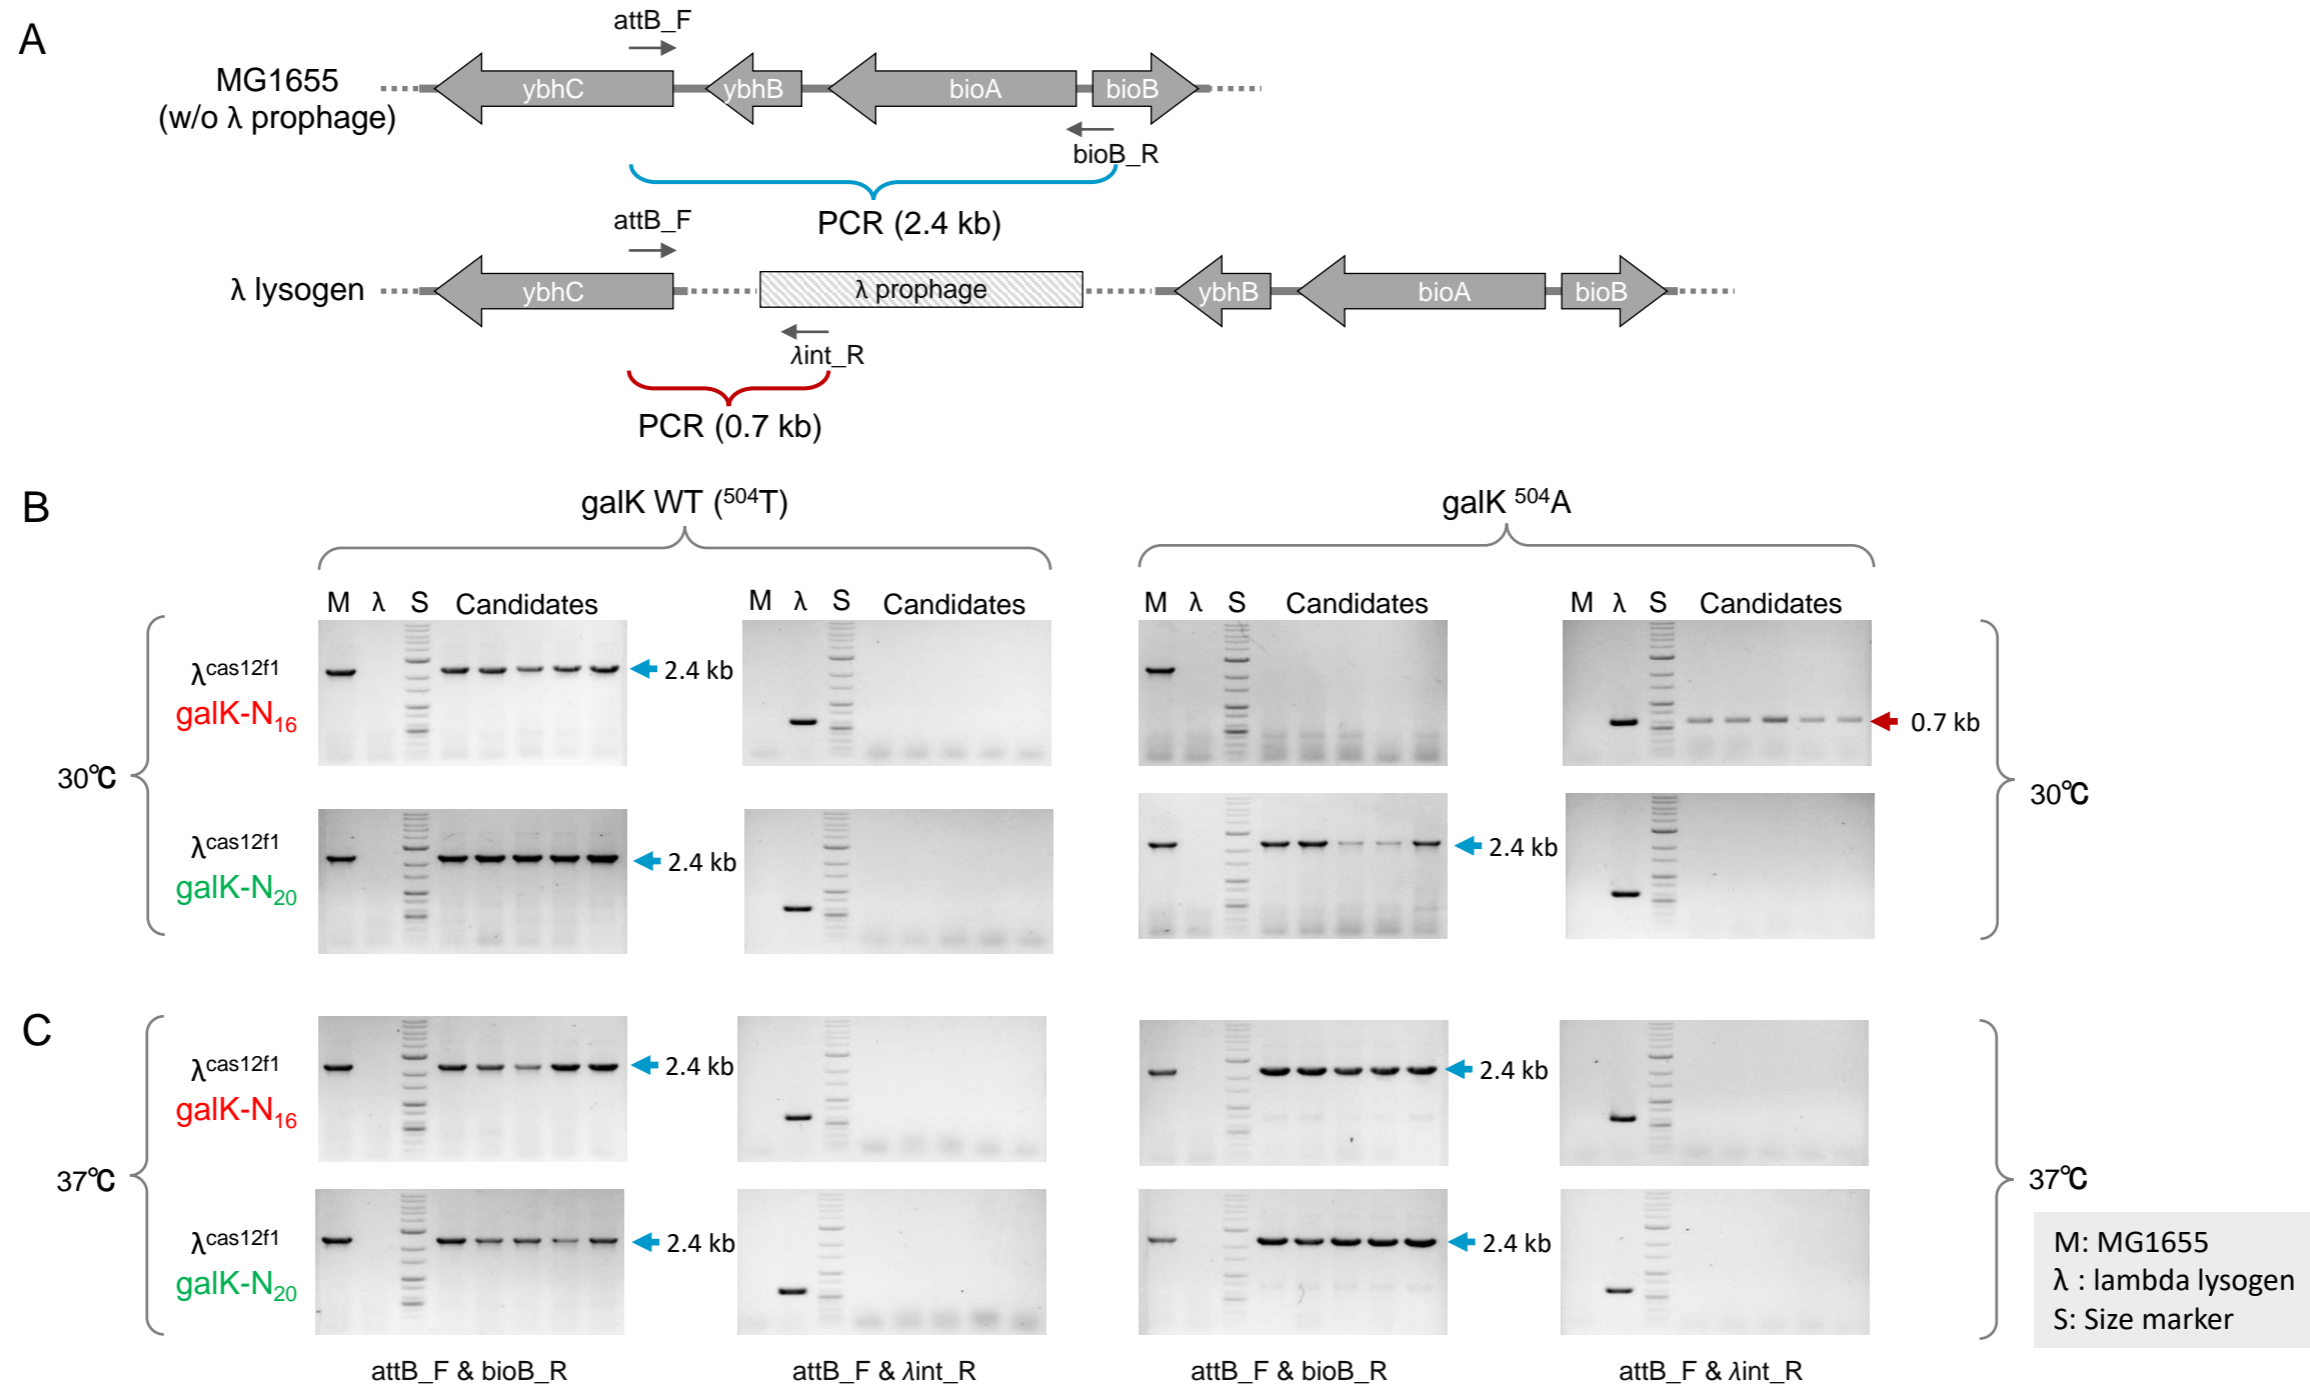 A
attB_F
MG1655
(w/o λ prophage)
ybhC
ybhB
bioA
bioB
bioB_R
PCR (2.4 kb)
attB_F
λ lysogen
ybhC
λ prophage
ybhB
bioA
bioB
λint_R
PCR (0.7 kb)
B
galK WT (⁵⁰⁴T)
galK ⁵⁰⁴A
M λ S Candidates
M λ S Candidates
M λ S Candidates
M λ S Candidates
30℃
λcas12f1
galK-N₁₆
2.4 kb
0.7 kb
λcas12f1
galK-N₂₀
2.4 kb
2.4 kb
30℃
C
37℃
λcas12f1
galK-N₁₆
2.4 kb
2.4 kb
λcas12f1
galK-N₂₀
2.4 kb
2.4 kb
37℃
M: MG1655
λ : lambda lysogen
S: Size marker
attB_F & bioB_R
attB_F & λint_R
attB_F & bioB_R
attB_F & λint_R